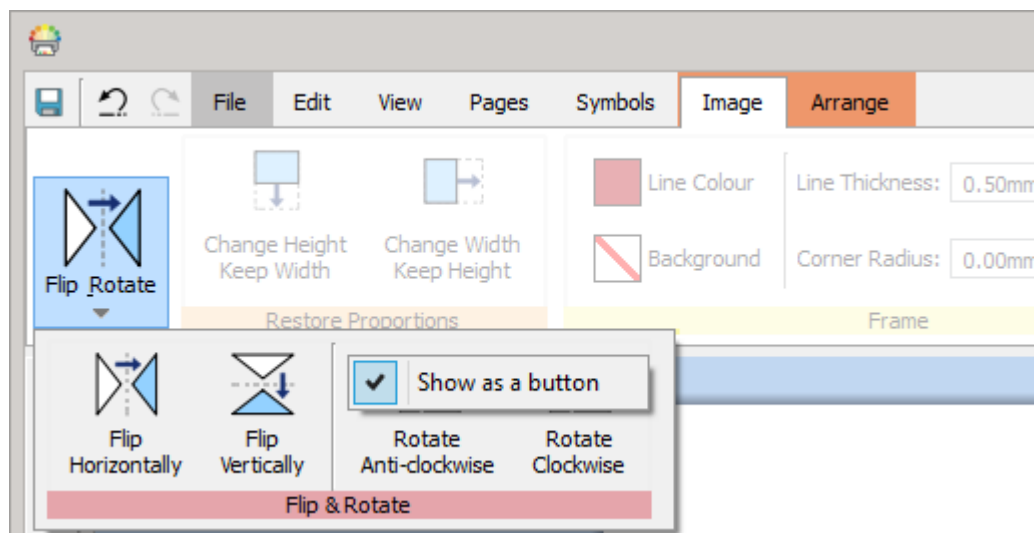 File Edit View Pages Symbols Image Arrange
Flip Rotate
Change Height
Keep Width
Change Width
Keep Height
Restore Proportions
Line Colour
Background
Line Thickness: 0.50mm
Corner Radius: 0.00mm
Frame
Show as a button
Flip
Horizontally
Flip
Vertically
Rotate
Anti-clockwise
Rotate
Clockwise
Flip & Rotate